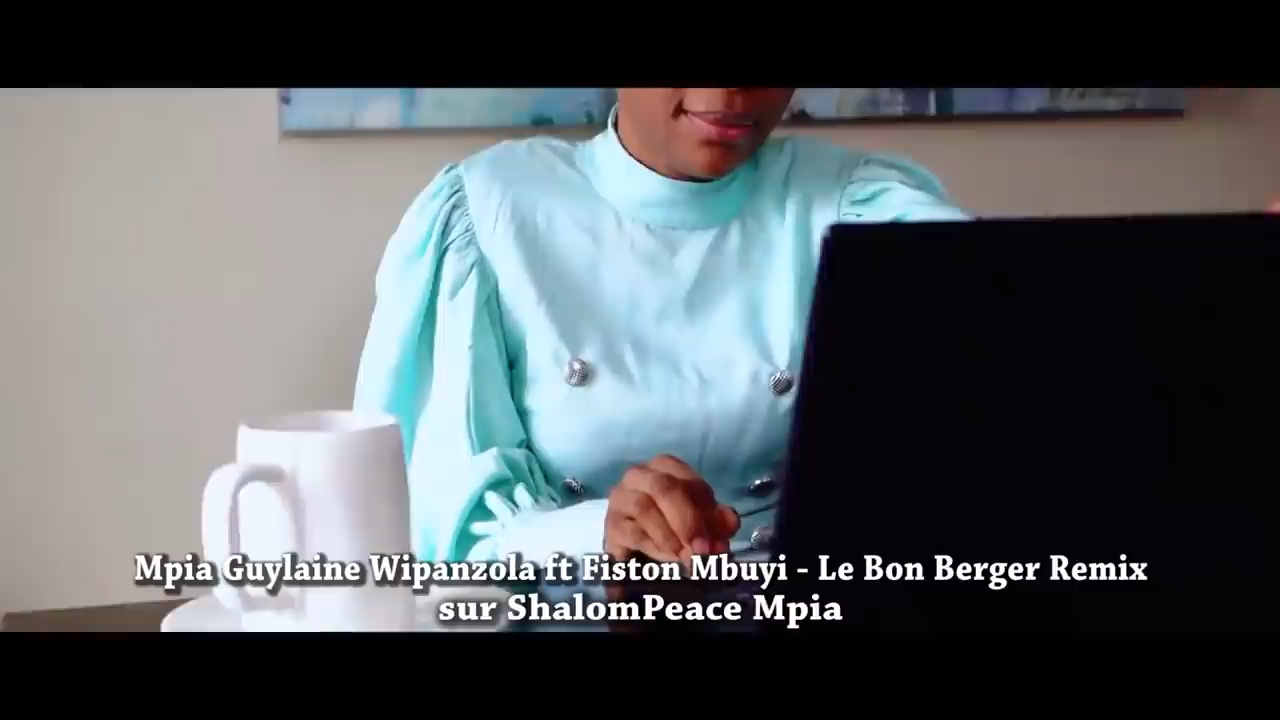 Mpia Guylaine Wipanzola ft Fiston Mbuyi - Le Bon Berger Remix
sur ShalomPeace Mpia